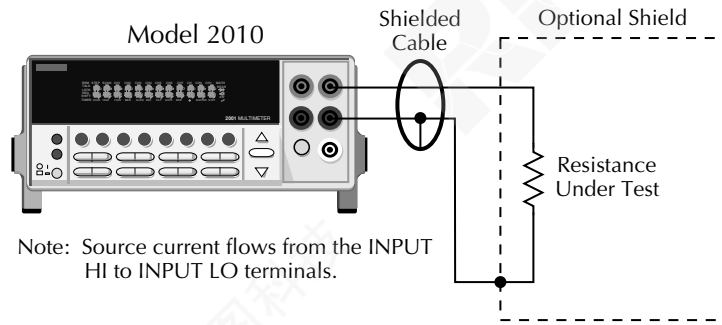 Model 2010
Shielded
Cable
Optional Shield
2001 MULTIMETER
Resistance
Under Test
Note: Source current flows from the INPUT
HI to INPUT LO terminals.